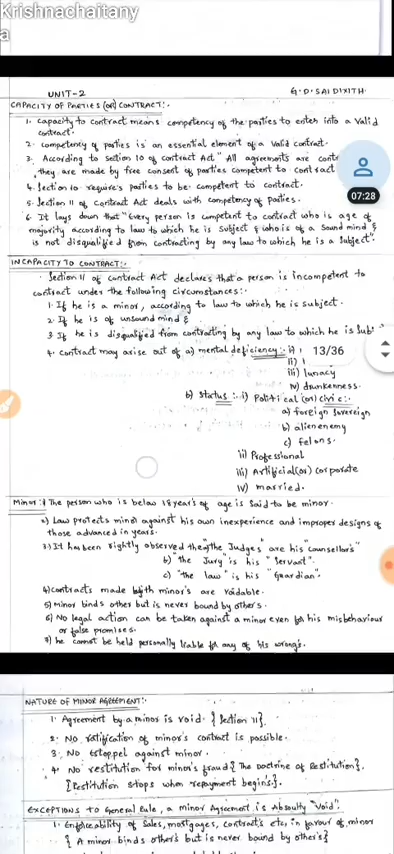 Krishnachaitany
a
UNIT-2
G.D.SAI DIXITH.
CAPACITY OF PARTIES (OR) CONTRACT:-
1. Capacity to contract means competency of the parties to enter into a valid
contract.
2. competency of parties is an essential element of a valid contract.
3. According to section 10 of contract Act "All agreements are contr
they are made by free consent of parties competent to contract
4. Section 10 require's parties to be competent to contract.
5. Section 11 of contract Act deals with competency of parties.
07:28
6. It lays down that "Every person is competent to contract who is age of
majority according to law to which he is subject & who is of a sound mind &
is not disqualified from contracting by any law to which he is a subject".
INCAPACITY TO CONTRACT:-
Section 11 of contract Act declares that a person is incompetent to
contract under the following circumstances:-
1. If he is a minor, according to law to which he is subject.
2. If he is of unsound mind &
3. If he is disqualified from contracting by any law to which he is Subj
4. contract may arise out of a) mental deficiency:- i)
13/36
ii)
iii) lunacy
iv) drunkenness.
b) Status:- i) Political (or) Civic:-
a) foreign Sovereign
b) alien enemy
c) felons.
ii) Professional
iii) Artificial (or) corporate
iv) married.
Minor:- The person who is below 18 year's of age is said to be minor.
2) Law protects minor against his own inexperience and improper designs of
those advanced in years.
3) It has been rightly observed that a) "the Judges" are his "counsellors"
b) "the Jury" is his "Servant".
c) "the law" is his "Guardian".
4) contracts made with minor's are voidable.
5) minor binds other but is never bound by other's.
6) No legal action can be taken against a minor even for his misbehaviour
or false promises.
7) he cannot be held personally liable for any of his wrong's.
NATURE OF MINOR AGREEMENT:-
1. Agreement by a minor is void. {Section 11}.
2. No ratification of minor's contract is possible.
3. No Estoppel against minor.
4. No restitution for minor's fraud {The Doctrine of Restitution}.
{Restitution stops when repayment begins}.
EXCEPTIONS to General Rule, a minor Agreement is Absolutly "Void".
1. Enforceability of Sales, mortgages, contract's etc, in favour of minor
{A minor binds other's but is never bound by other's}